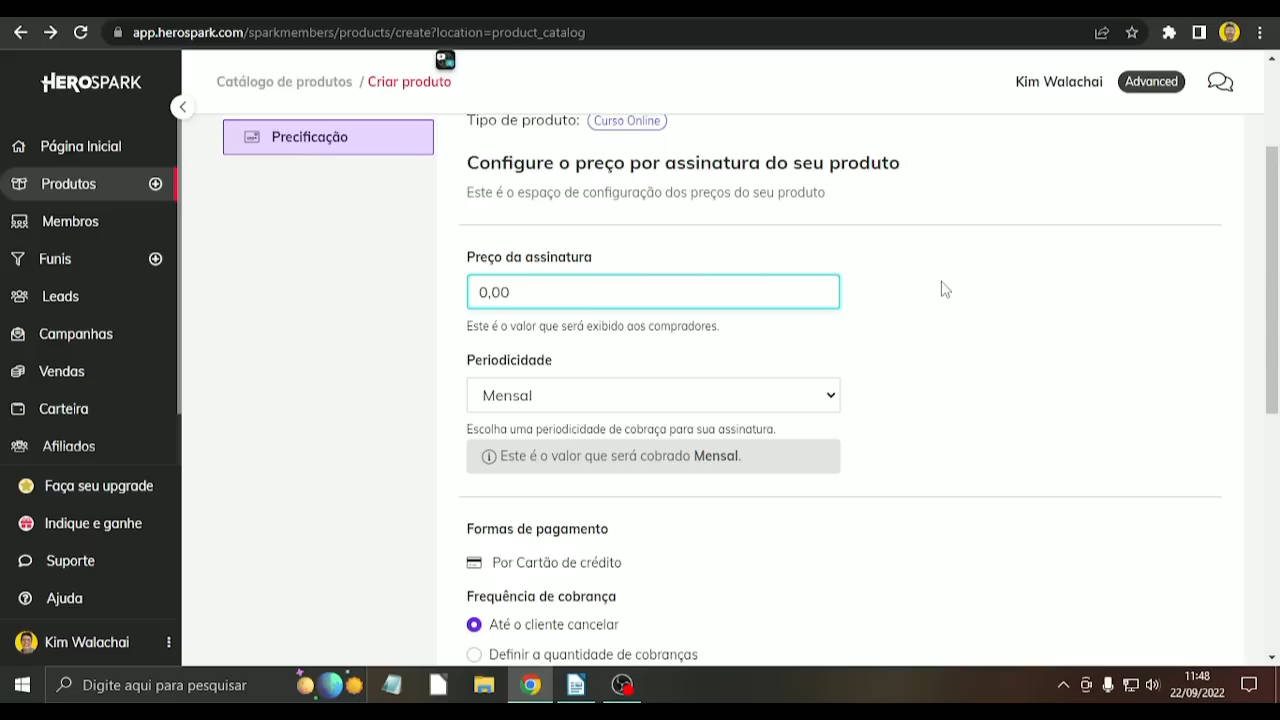 app.herospark.com/sparkmembers/products/create?location=product_catalog
HEROSPARK
Catálogo de produtos / Criar produto
Kim Walachai
Advanced
Página Inicial
Produtos
Membros
Funis
Leads
Campanhas
Vendas
Carteira
Afiliados
Faça seu upgrade
Indique e ganhe
Suporte
Ajuda
Kim Walachai
Precificação
Tipo de produto: Curso Online
Configure o preço por assinatura do seu produto
Este é o espaço de configuração dos preços do seu produto
Preço da assinatura
0,00
Este é o valor que será exibido aos compradores.
Periodicidade
Mensal
Escolha uma periodicidade de cobraça para sua assinatura.
Este é o valor que será cobrado Mensal.
Formas de pagamento
Por Cartão de crédito
Frequência de cobrança
Até o cliente cancelar
Definir a quantidade de cobranças
Digite aqui para pesquisar
11:48
22/09/2022